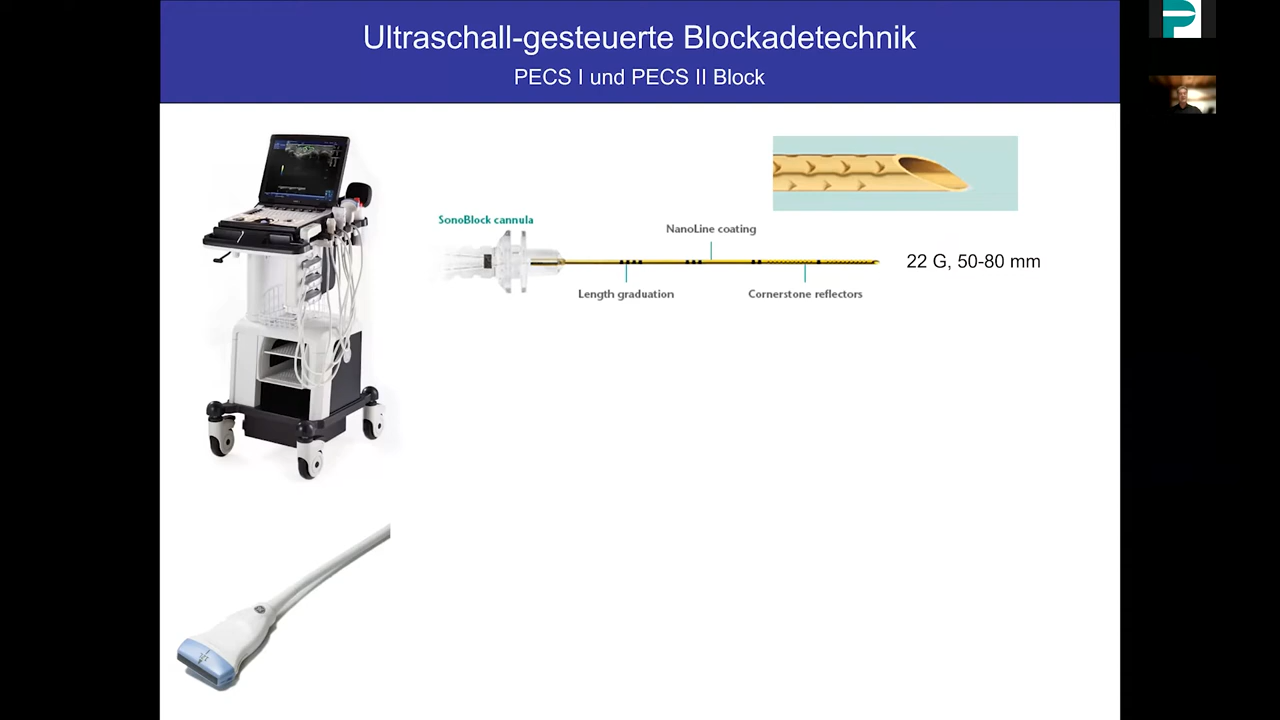 Ultraschall-gesteuerte Blockadetechnik
PECS I und PECS II Block
SonoBlock cannula
NanoLine coating
22 G, 50-80 mm
Length graduation
Cornerstone reflectors